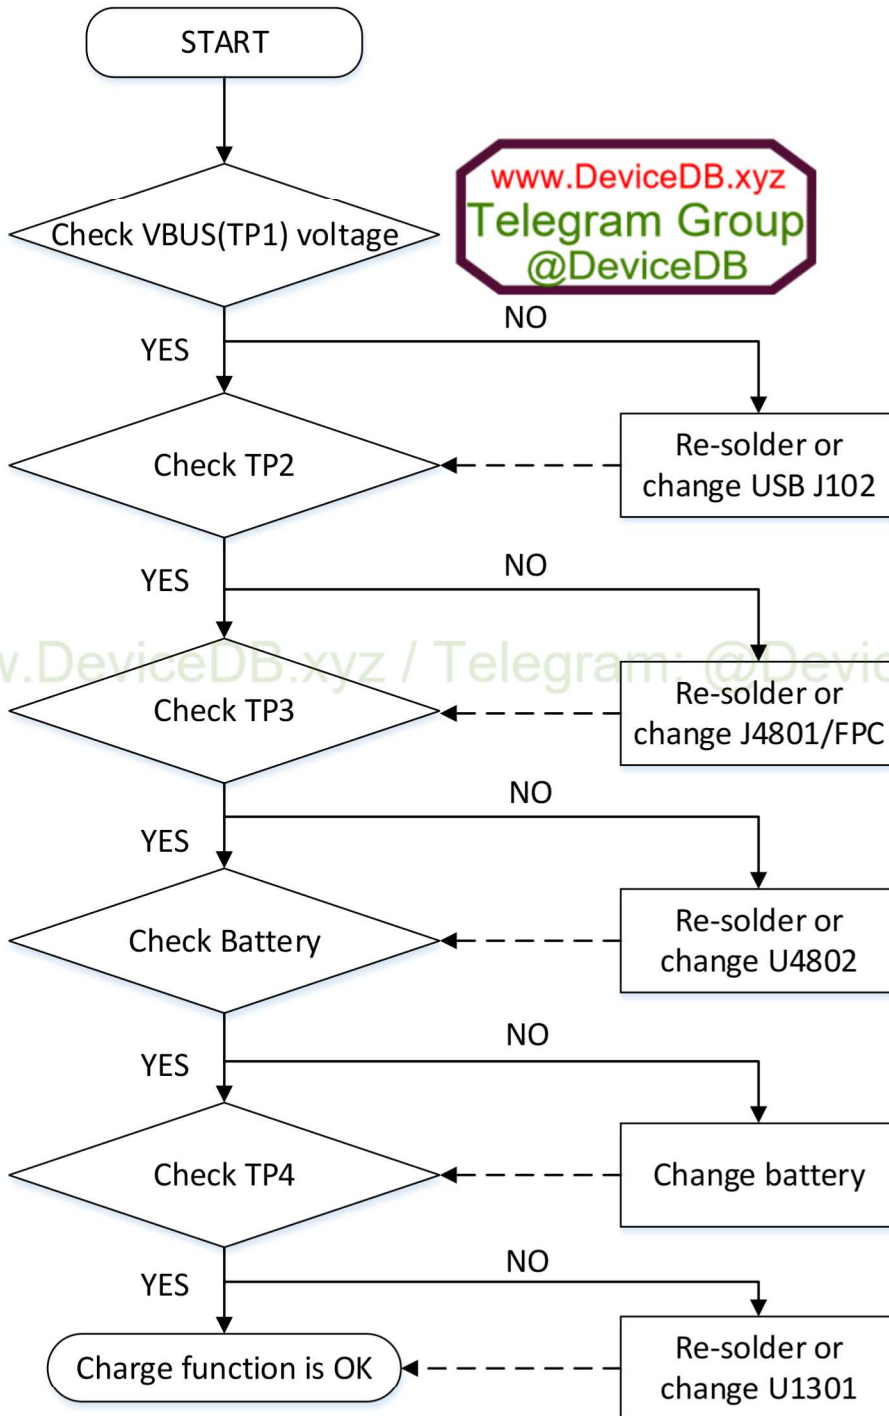 START
www.DeviceDB.xyz
Telegram Group
@DeviceDB
Check VBUS(TP1) voltage
NO
YES
Re-solder or
change USB J102
Check TP2
NO
YES
w.DeviceDB.xyz / Telegram: @Devic
Re-solder or
change J4801/FPC
Check TP3
NO
YES
Re-solder or
change U4802
Check Battery
NO
YES
Change battery
Check TP4
NO
YES
Re-solder or
change U1301
Charge function is OK